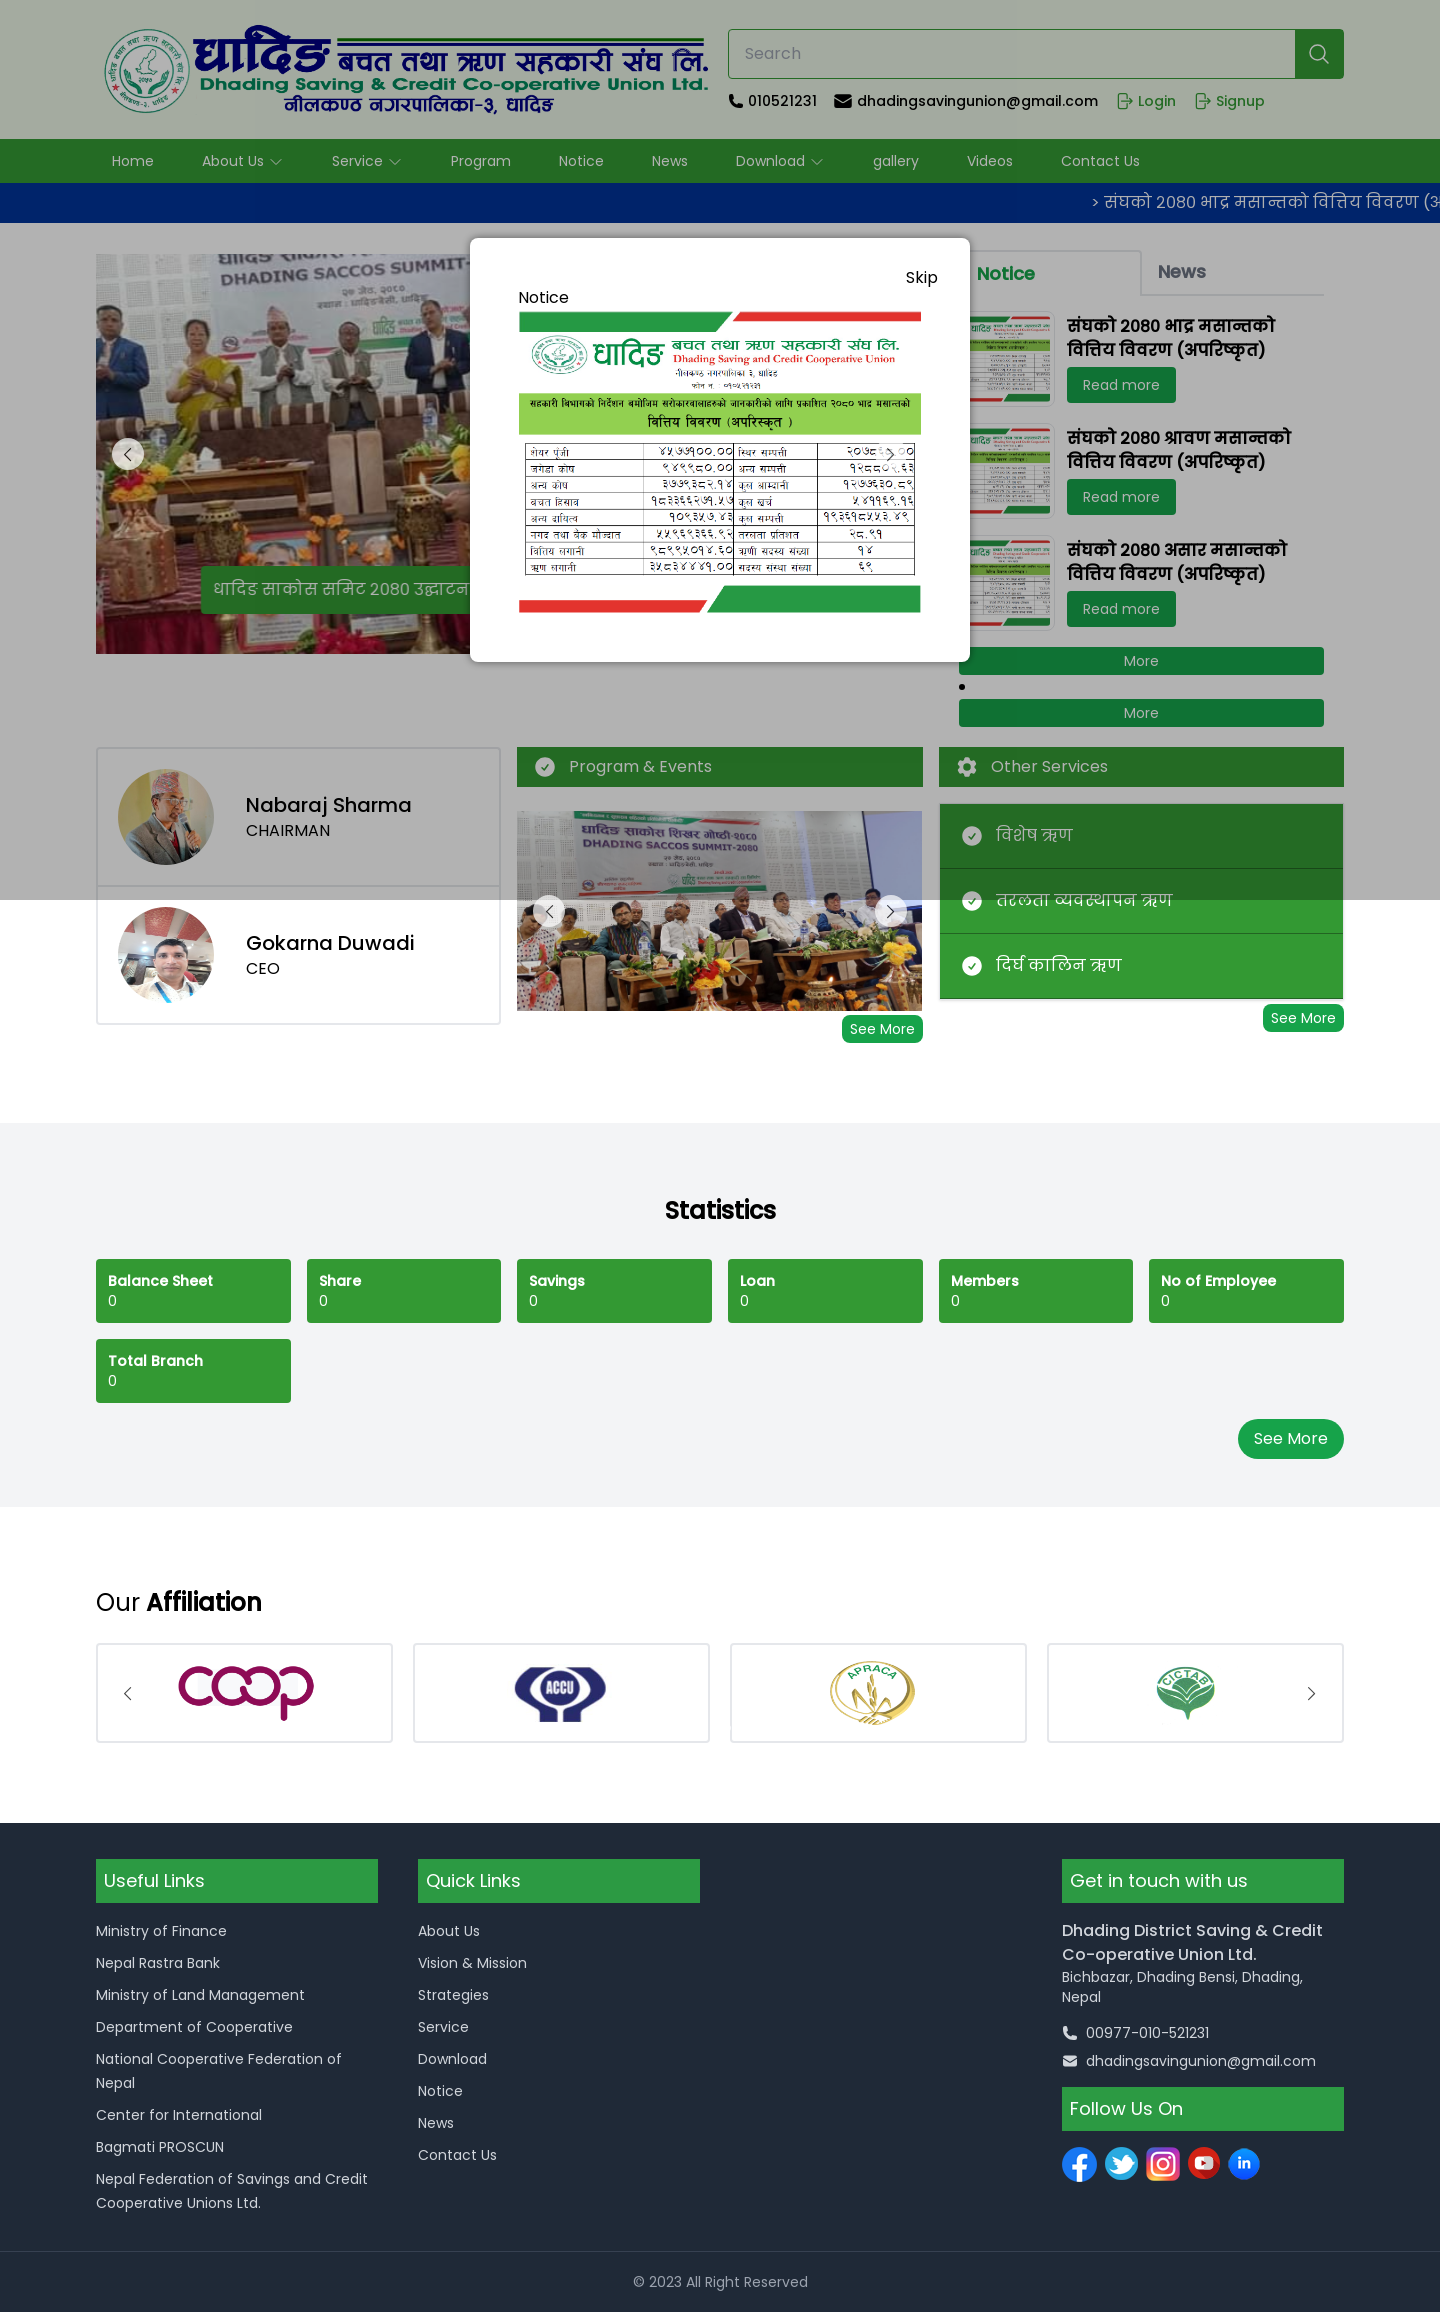 धादिङ बचत तथा ऋण सहकारी संघ लि.
Dhading Saving & Credit Co-operative Union Ltd.
नीलकण्ठ नगरपालिका-३, धादिङ
Search
010521231 dhadingsavingunion@gmail.com Login Signup
Home About Us Service Program Notice News Download gallery Videos Contact Us
> संघको २०८० भाद्र मसान्तको वित्तिय विवरण (अ
DHADING SACCOS SUMMIT-
२७ जेठ, २०८०
धादिङ साकोस समिट २०८० उद्घाटन
Skip
Notice
धादिङ बचत तथा ऋण सहकारी संघ लि.
Dhading Saving and Credit Cooperative Union
नीलकण्ठ नगरपालिका ३, धादिङ
फोन नं. : ०१०५२१२३१
सहकारी विभागको निर्देशन बमोजिम सरोकारवालाहरुको जानकारीको लागि प्रकाशित २०८० भाद्र मसान्तको
वित्तिय विवरण (अपरिष्कृत )
शेयर पूंजी ४५७७१००.०० स्थिर सम्पत्ती
जगेडा कोष ९४९९८०.०० अन्य सम्पत्ती
अन्य कोष ३७७९३८२.१४ कुल आम्दानी १२७७६३०.८९
बचत हिसाव १८३३६६२७१.५७ कुल खर्च ५४११६९.१६
अन्य दायित्व १०९३५७.४३ कुल सम्पत्ती १९३६१८५५३.४९
नगद तथा बैंक मौज्दात ५५९६९३६६.९२ तरलता प्रतिशत २८.९१
वित्तिय लगानी ९८९९५०१४.६० ऋणी सदस्य संख्या १४
ऋण लगानी ३५८३४४४१.०० सदस्य संस्था संख्या ६९
Notice News
संघको २०८० भाद्र मसान्तको
वित्तिय विवरण (अपरिष्कृत)
Read more
संघको २०८० श्रावण मसान्तको
वित्तिय विवरण (अपरिष्कृत)
Read more
संघको २०८० असार मसान्तको
वित्तिय विवरण (अपरिष्कृत)
Read more
More
More
Nabaraj Sharma
CHAIRMAN
Gokarna Duwadi
CEO
Program & Events
धादिङ साकोस शिखर गोष्ठी-२०८०
DHADING SACCOS SUMMIT-2080
२७ जेठ, २०८०
See More
Other Services
विशेष ऋण
तरलता व्यवस्थापन ऋण
दिर्घ कालिन ऋण
See More
Statistics
Balance Sheet Share Savings Loan Members No of Employee
0 0 0 0 0 0
Total Branch
0
See More
Our Affiliation
coop ACCU APRACA CICTAB
Useful Links
Ministry of Finance
Nepal Rastra Bank
Ministry of Land Management
Department of Cooperative
National Cooperative Federation of
Nepal
Center for International
Bagmati PROSCUN
Nepal Federation of Savings and Credit
Cooperative Unions Ltd.
Quick Links
About Us
Vision & Mission
Strategies
Service
Download
Notice
News
Contact Us
Get in touch with us
Dhading District Saving & Credit
Co-operative Union Ltd.
Bichbazar, Dhading Bensi, Dhading,
Nepal
00977-010-521231
dhadingsavingunion@gmail.com
Follow Us On
© 2023 All Right Reserved